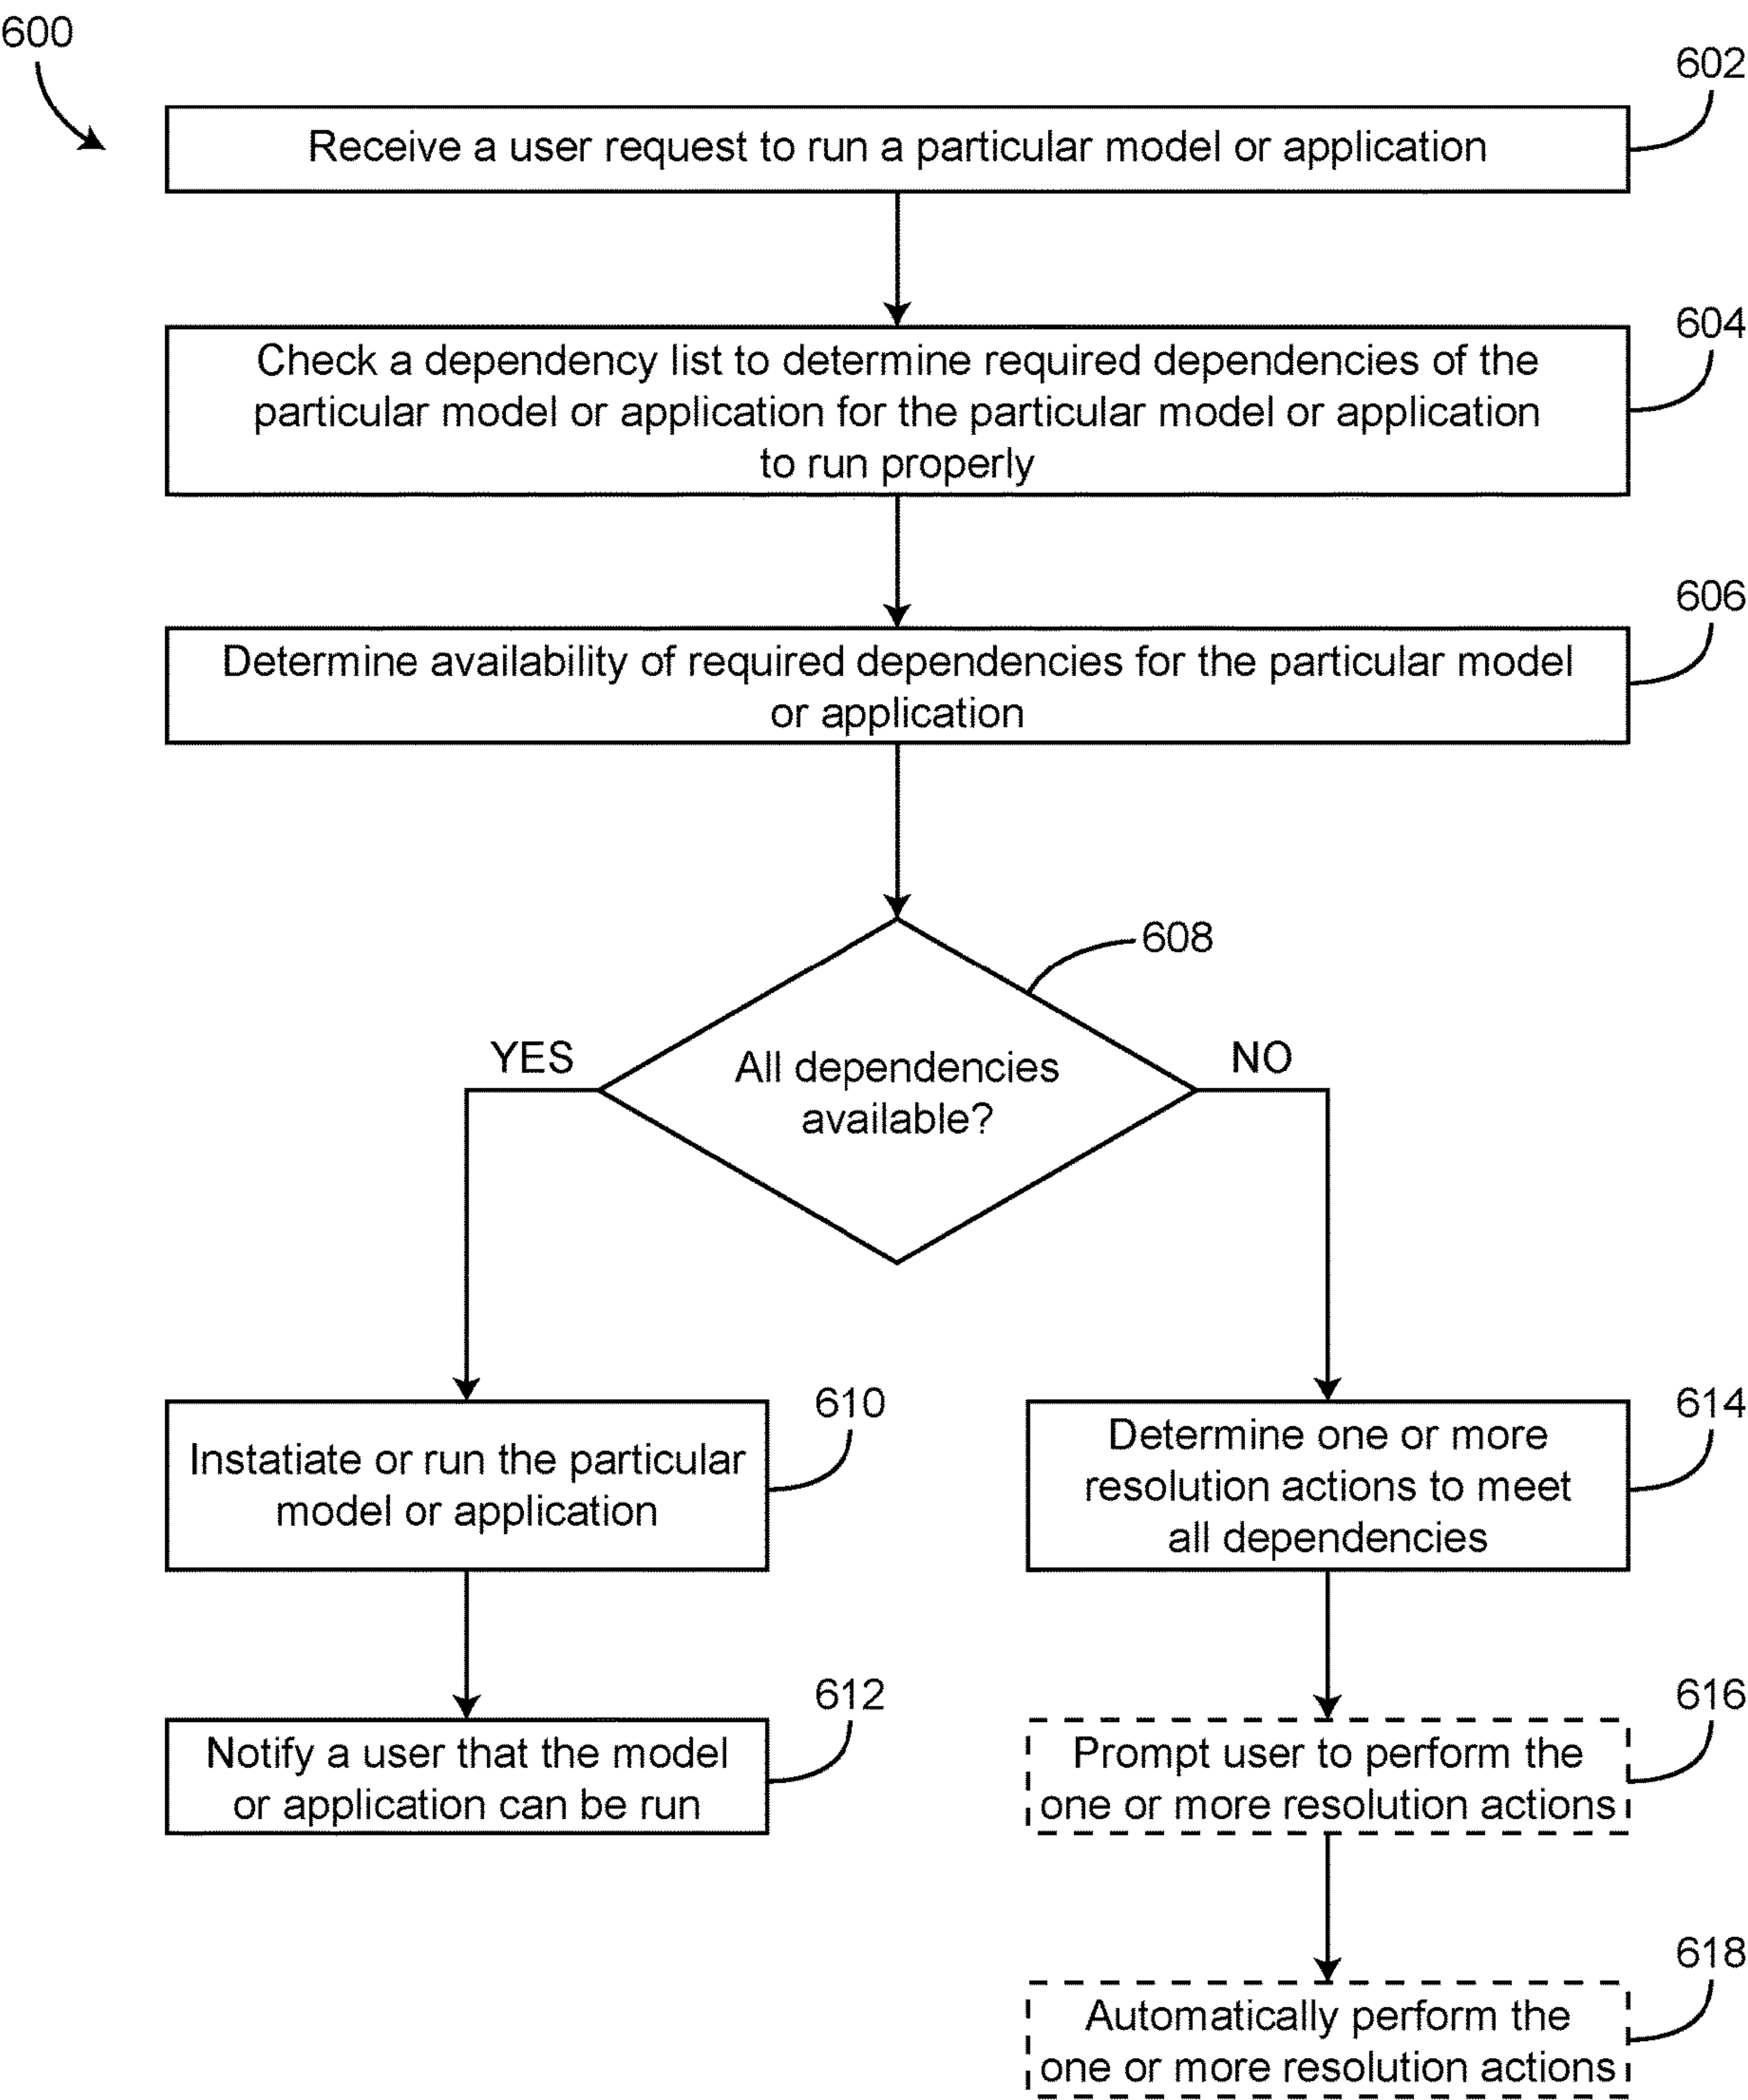 600
602
Receive a user request to run a particular model or application
604
Check a dependency list to determine required dependencies of the
particular model or application for the particular model or application
to run properly
606
Determine availability of required dependencies for the particular model
or application
608
YES
All dependencies
available?
NO
610
Instatiate or run the particular
model or application
614
Determine one or more
resolution actions to meet
all dependencies
612
Notify a user that the model
or application can be run
616
Prompt user to perform the
one or more resolution actions
618
Automatically perform the
one or more resolution actions